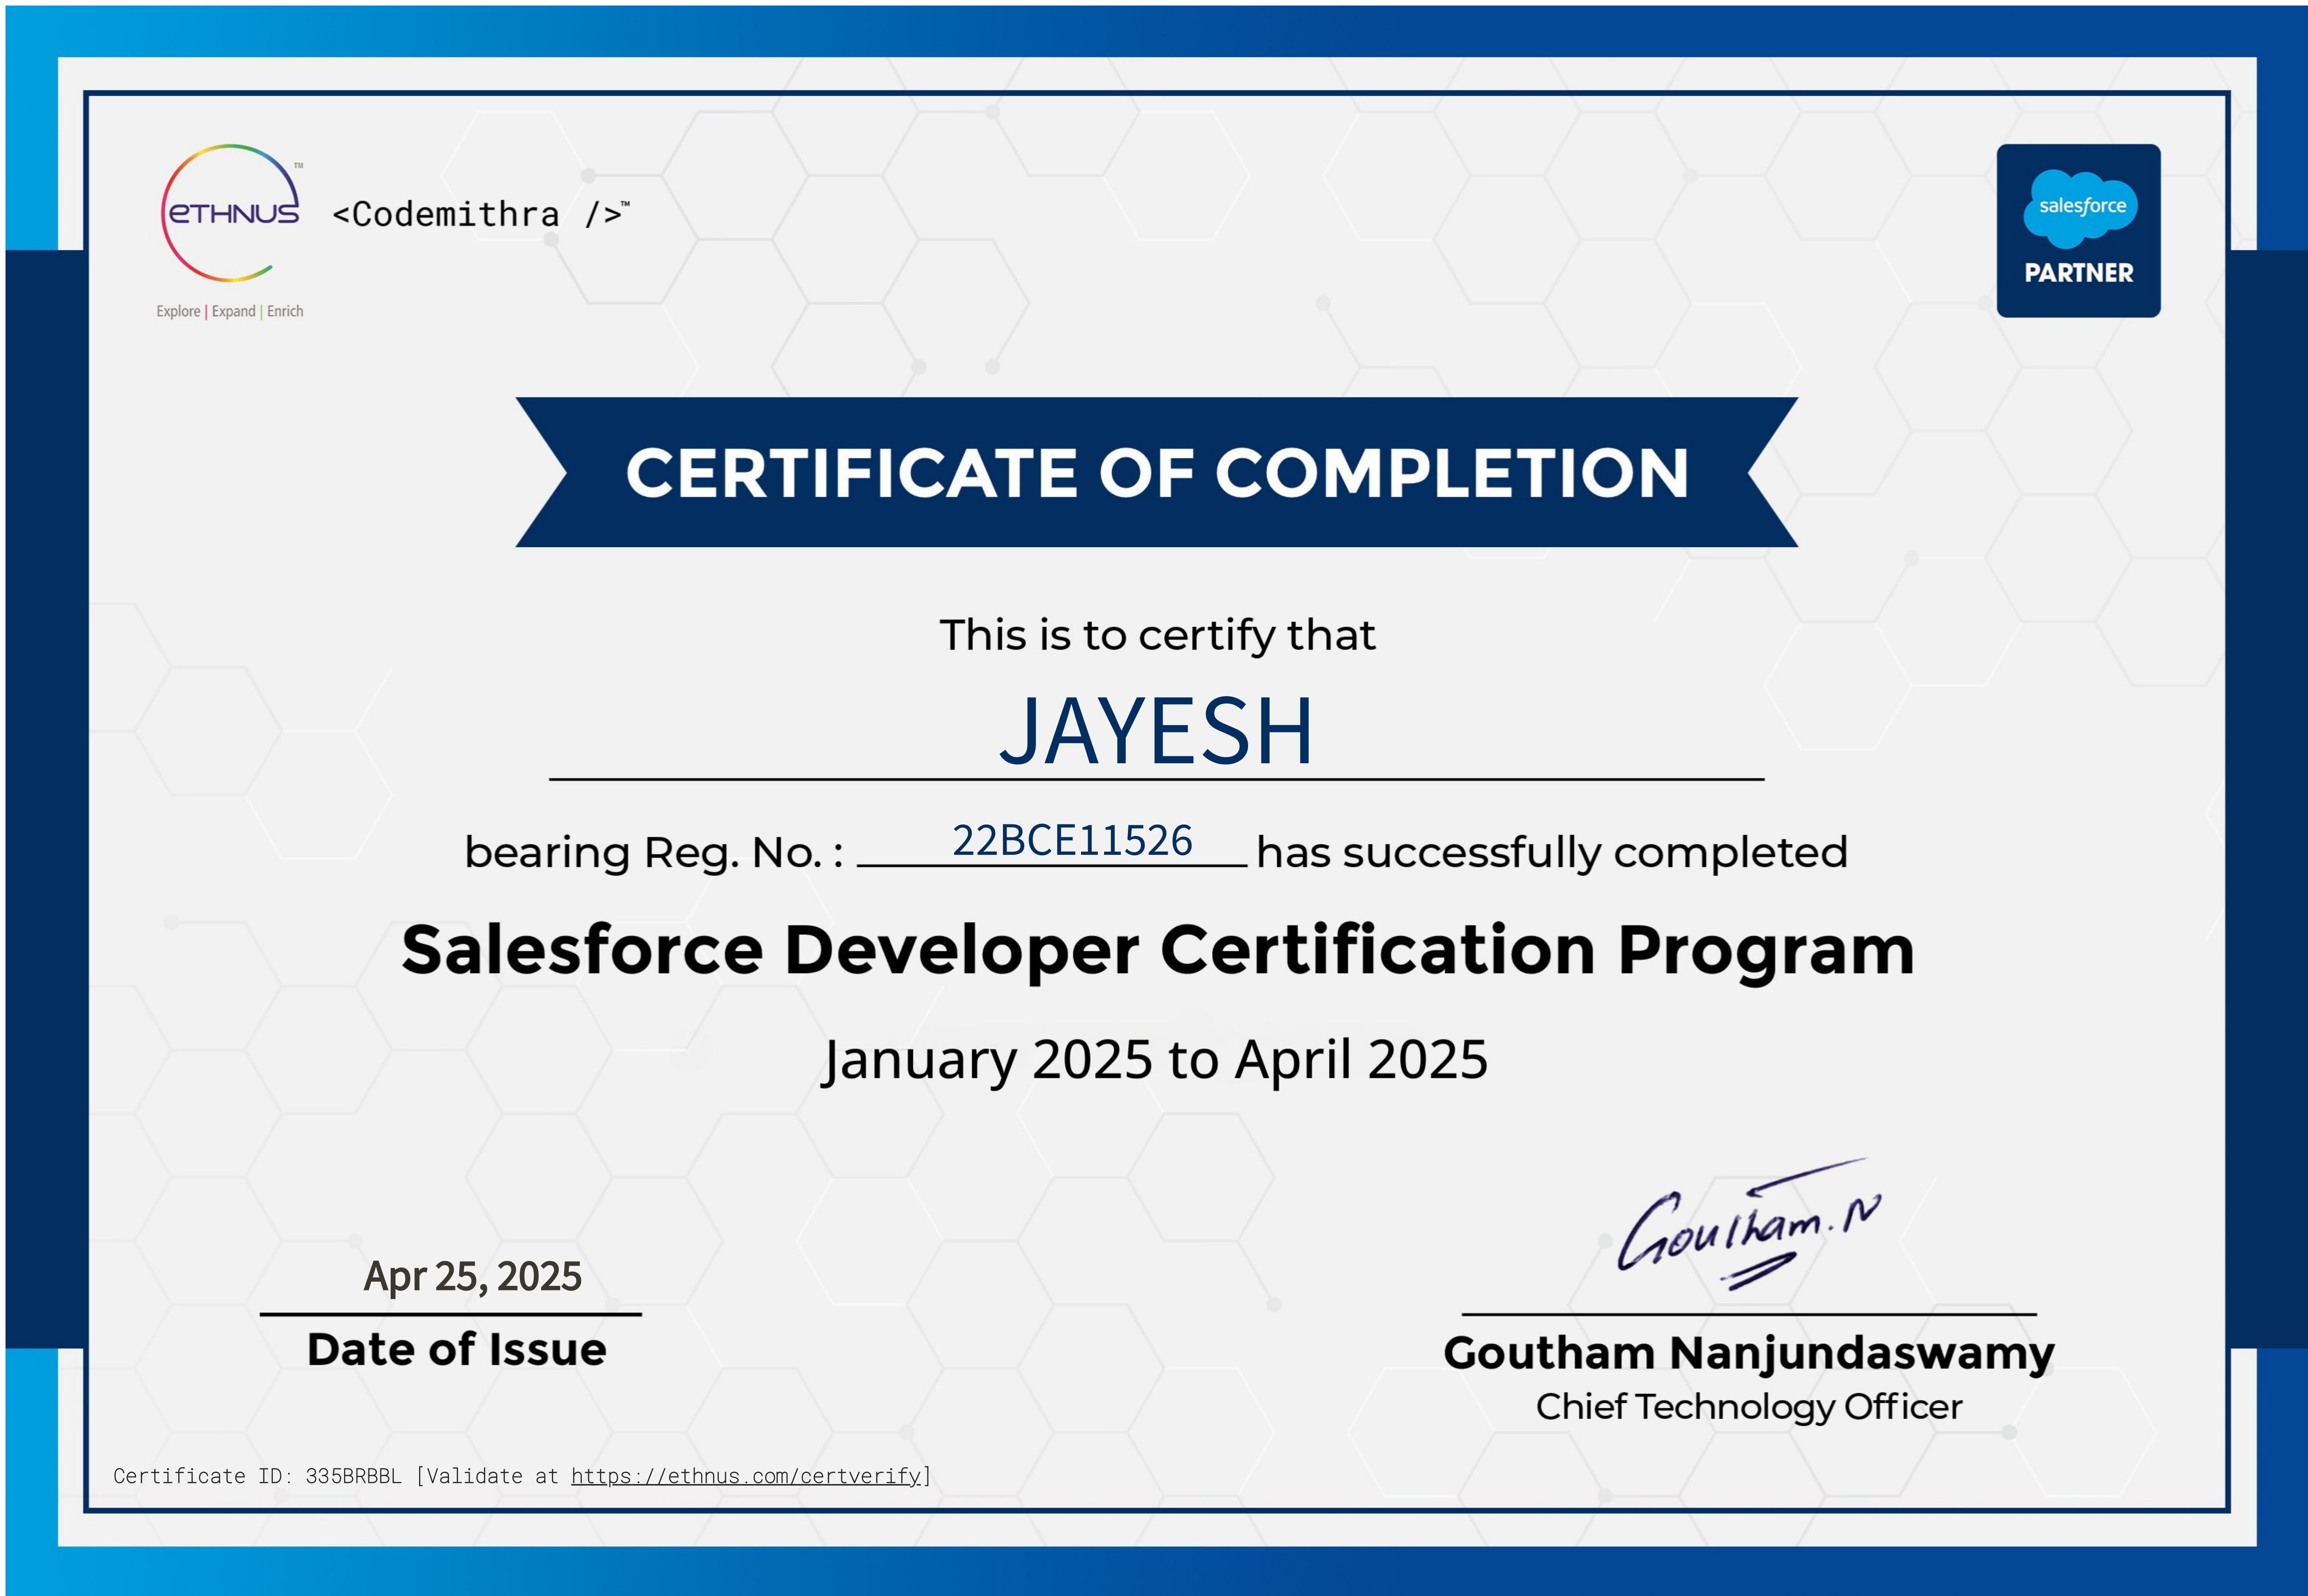 eTHNUS™
<Codemithra />™
Explore | Expand | Enrich
salesforce
PARTNER
CERTIFICATE OF COMPLETION
This is to certify that
JAYESH
bearing Reg. No. : 22BCE11526 has successfully completed
Salesforce Developer Certification Program
January 2025 to April 2025
Goutham.N
Apr 25, 2025
Date of Issue
Goutham Nanjundaswamy
Chief Technology Officer
Certificate ID: 335BRBBL [Validate at https://ethnus.com/certverify]